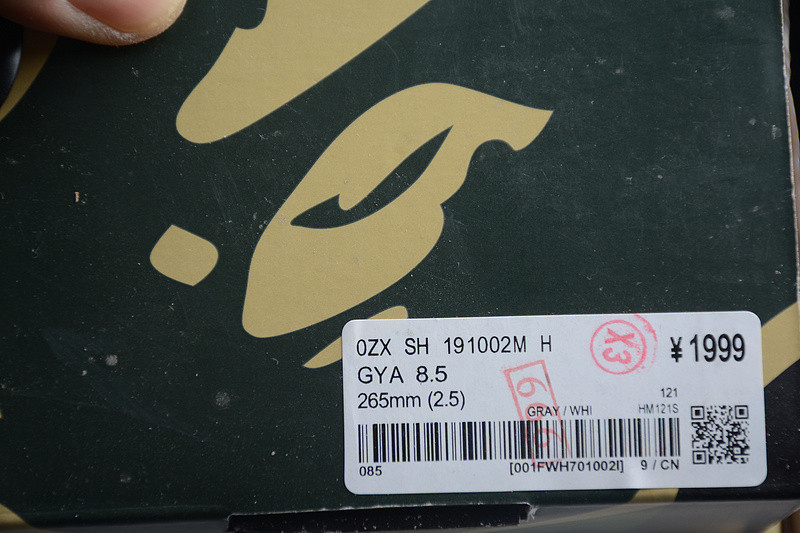 0ZX SH 191002M H
X3
¥1999
GYA 8.5
265mm (2.5)
121
GRAY / WHI
HM121S
085
[001FWH701002I]
9 / CN